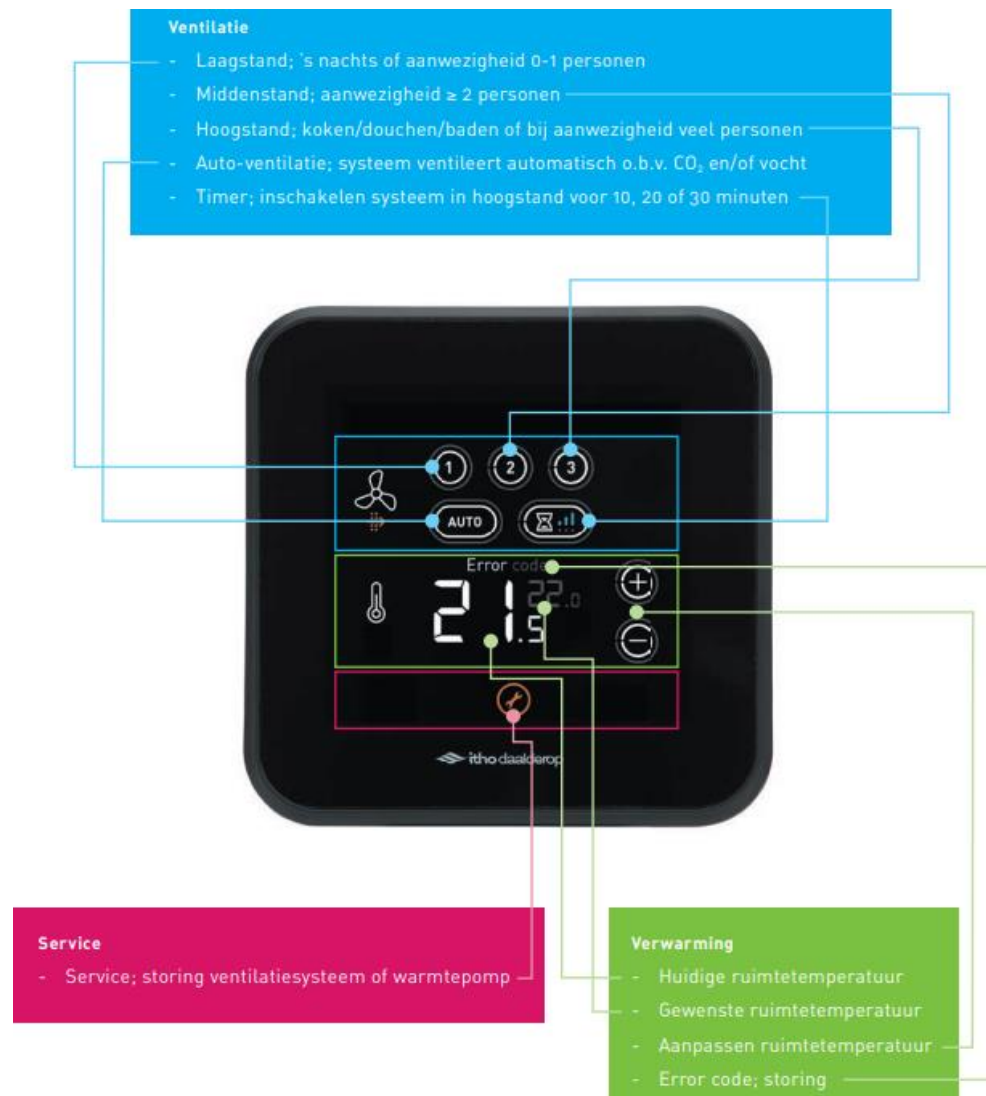 Ventilatie
- Laagstand; 's nachts of aanwezigheid 0-1 personen
- Middenstand; aanwezigheid ≥ 2 personen
- Hoogstand; koken/douchen/baden of bij aanwezigheid veel personen
- Auto-ventilatie; systeem ventileert automatisch o.b.v. CO₂ en/of vocht
- Timer; inschakelen systeem in hoogstand voor 10, 20 of 30 minuten
1 2 3
AUTO
Error code
22.0
21.5
itho daalderop
Service
- Service; storing ventilatiesysteem of warmtepomp
Verwarming
- Huidige ruimtetemperatuur
- Gewenste ruimtetemperatuur
- Aanpassen ruimtetemperatuur
- Error code; storing